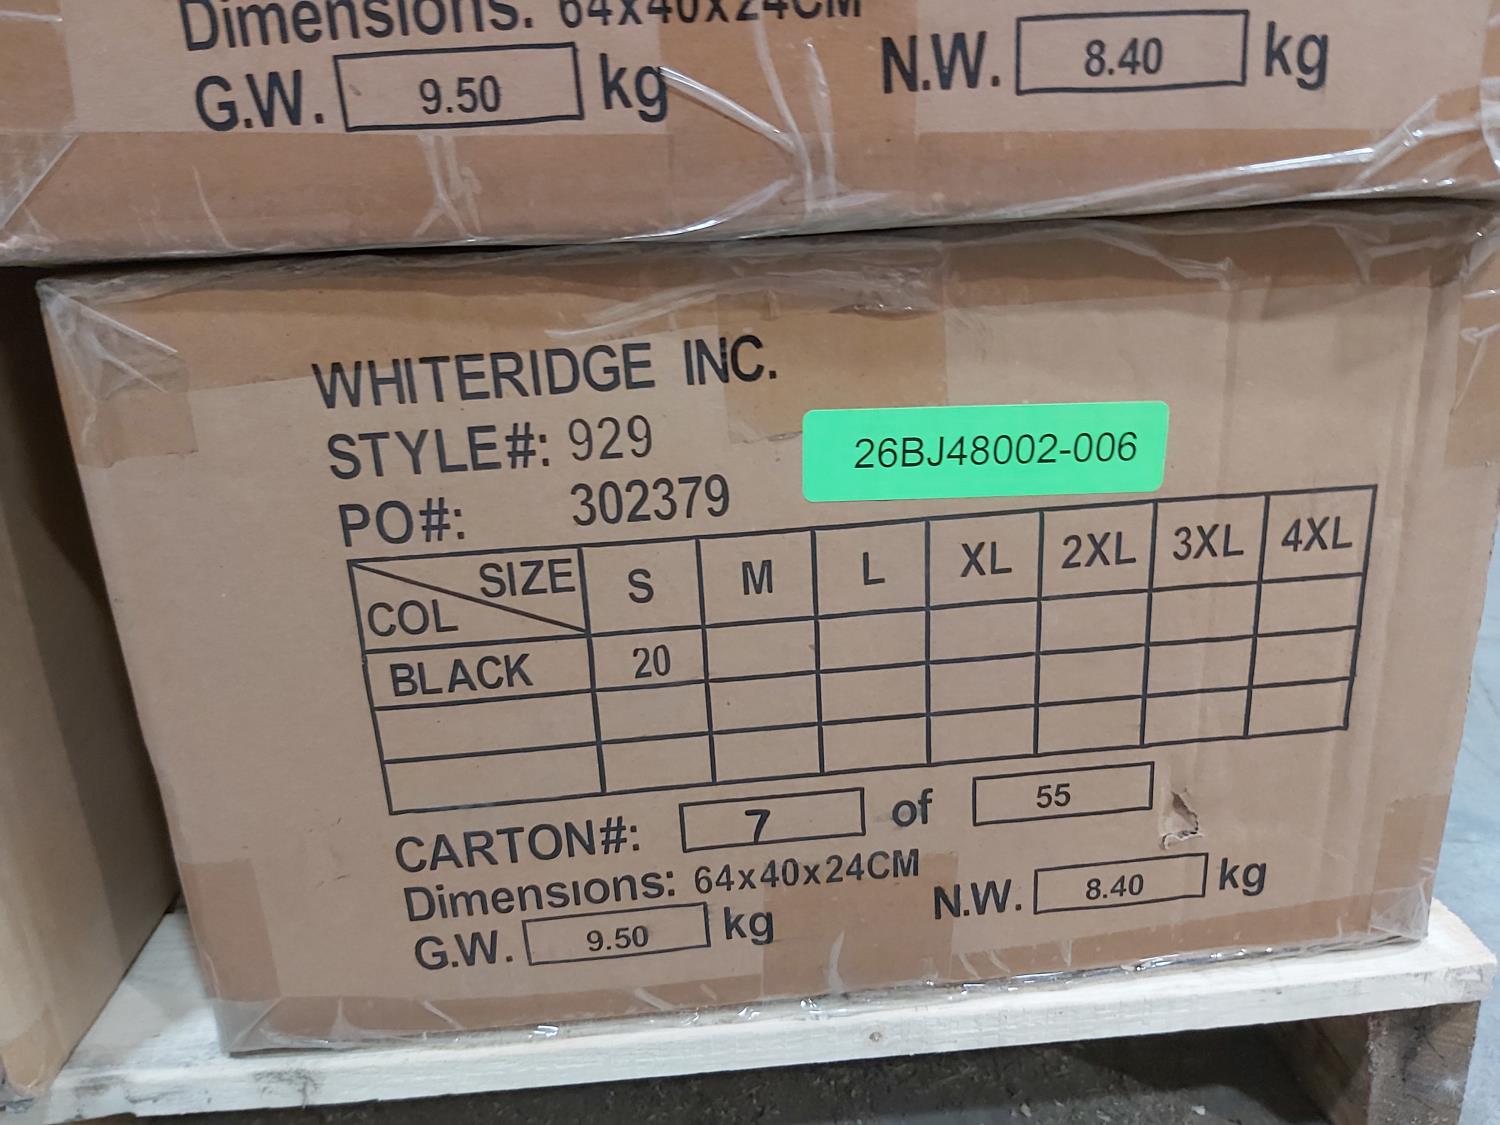 Dimensions: 64x40x24CM
G.W. 9.50 kg N.W. 8.40 kg
WHITERIDGE INC.
STYLE#: 929
26BJ48002-006
PO#: 302379
SIZE S M L XL 2XL 3XL 4XL
COL
BLACK 20
CARTON#: 7 of 55
Dimensions: 64x40x24CM
G.W. 9.50 kg N.W. 8.40 kg